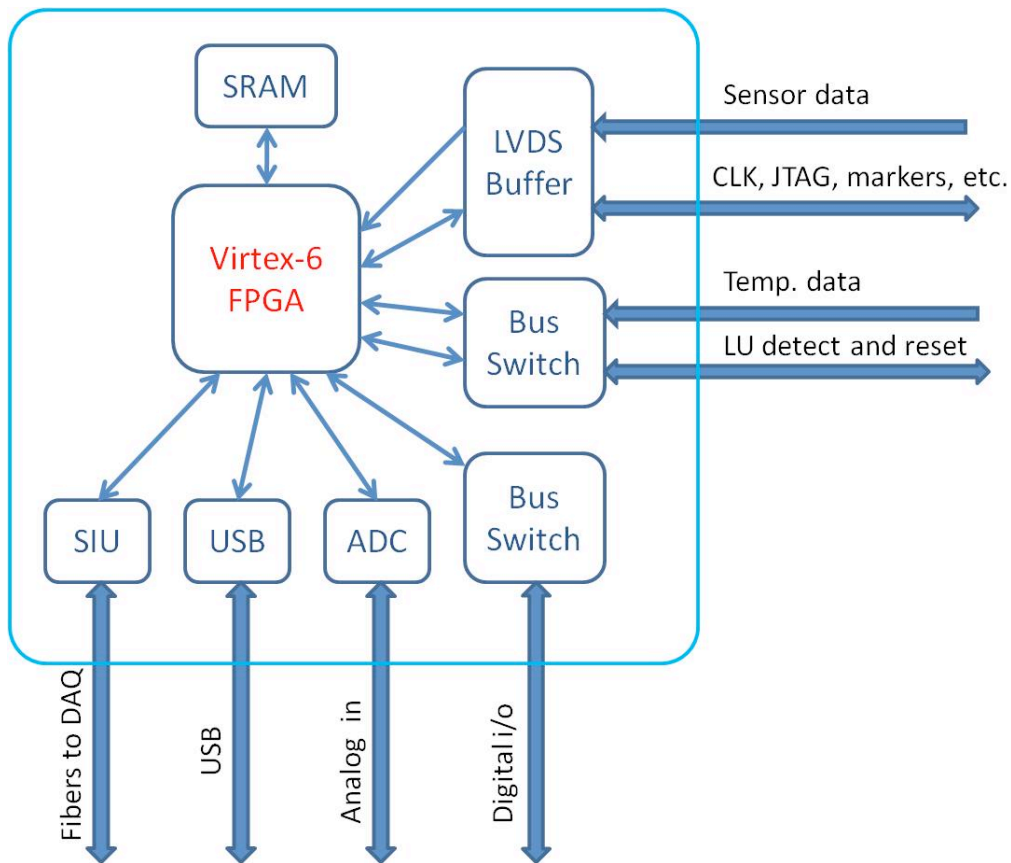 SRAM
LVDS
Buffer
Sensor data
CLK, JTAG, markers, etc.
Virtex-6
FPGA
Temp. data
Bus
Switch
LU detect and reset
SIU
USB
ADC
Bus
Switch
Fibers to DAQ
USB
Analog in
Digital i/o